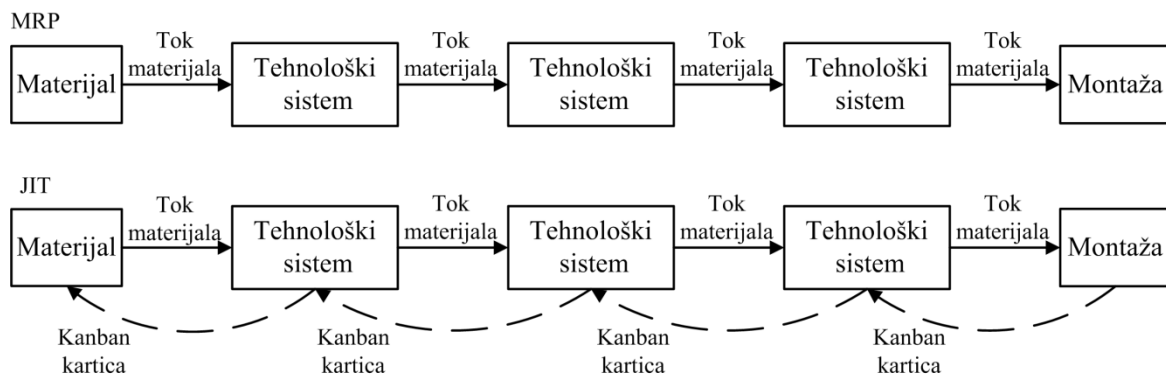 MRP
Materijal
Tok
materijala
Tehnološki
sistem
Tok
materijala
Tehnološki
sistem
Tok
materijala
Tehnološki
sistem
Tok
materijala
Montaža
JIT
Materijal
Tok
materijala
Tehnološki
sistem
Tok
materijala
Tehnološki
sistem
Tok
materijala
Tehnološki
sistem
Tok
materijala
Montaža
Kanban
kartica
Kanban
kartica
Kanban
kartica
Kanban
kartica